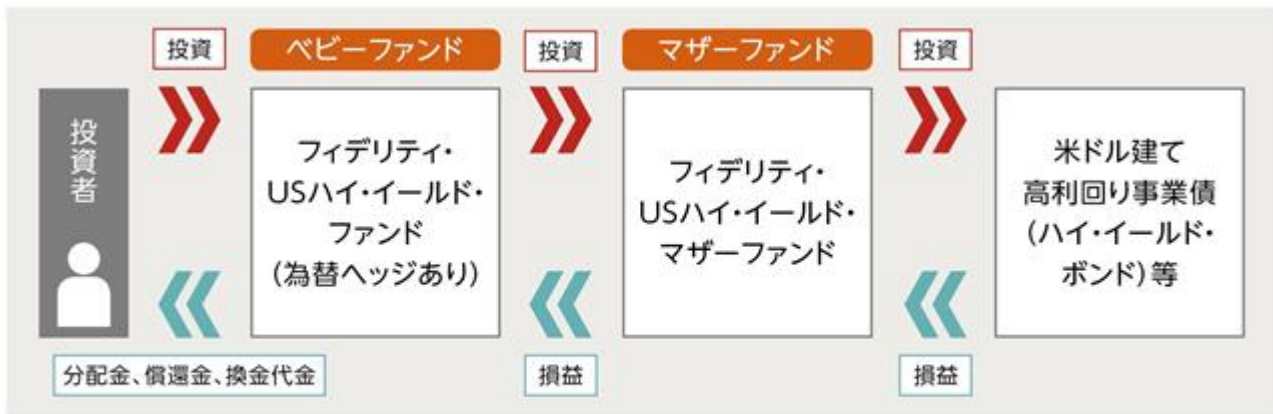 投資
ベビーファンド
投資
マザーファンド
投資
投資者
フィデリティ・
USハイ・イールド・
ファンド
(為替ヘッジあり)
フィデリティ・
USハイ・イールド・
マザーファンド
米ドル建て
高利回り事業債
(ハイ・イールド・
ボンド)等
分配金、償還金、換金代金
損益
損益